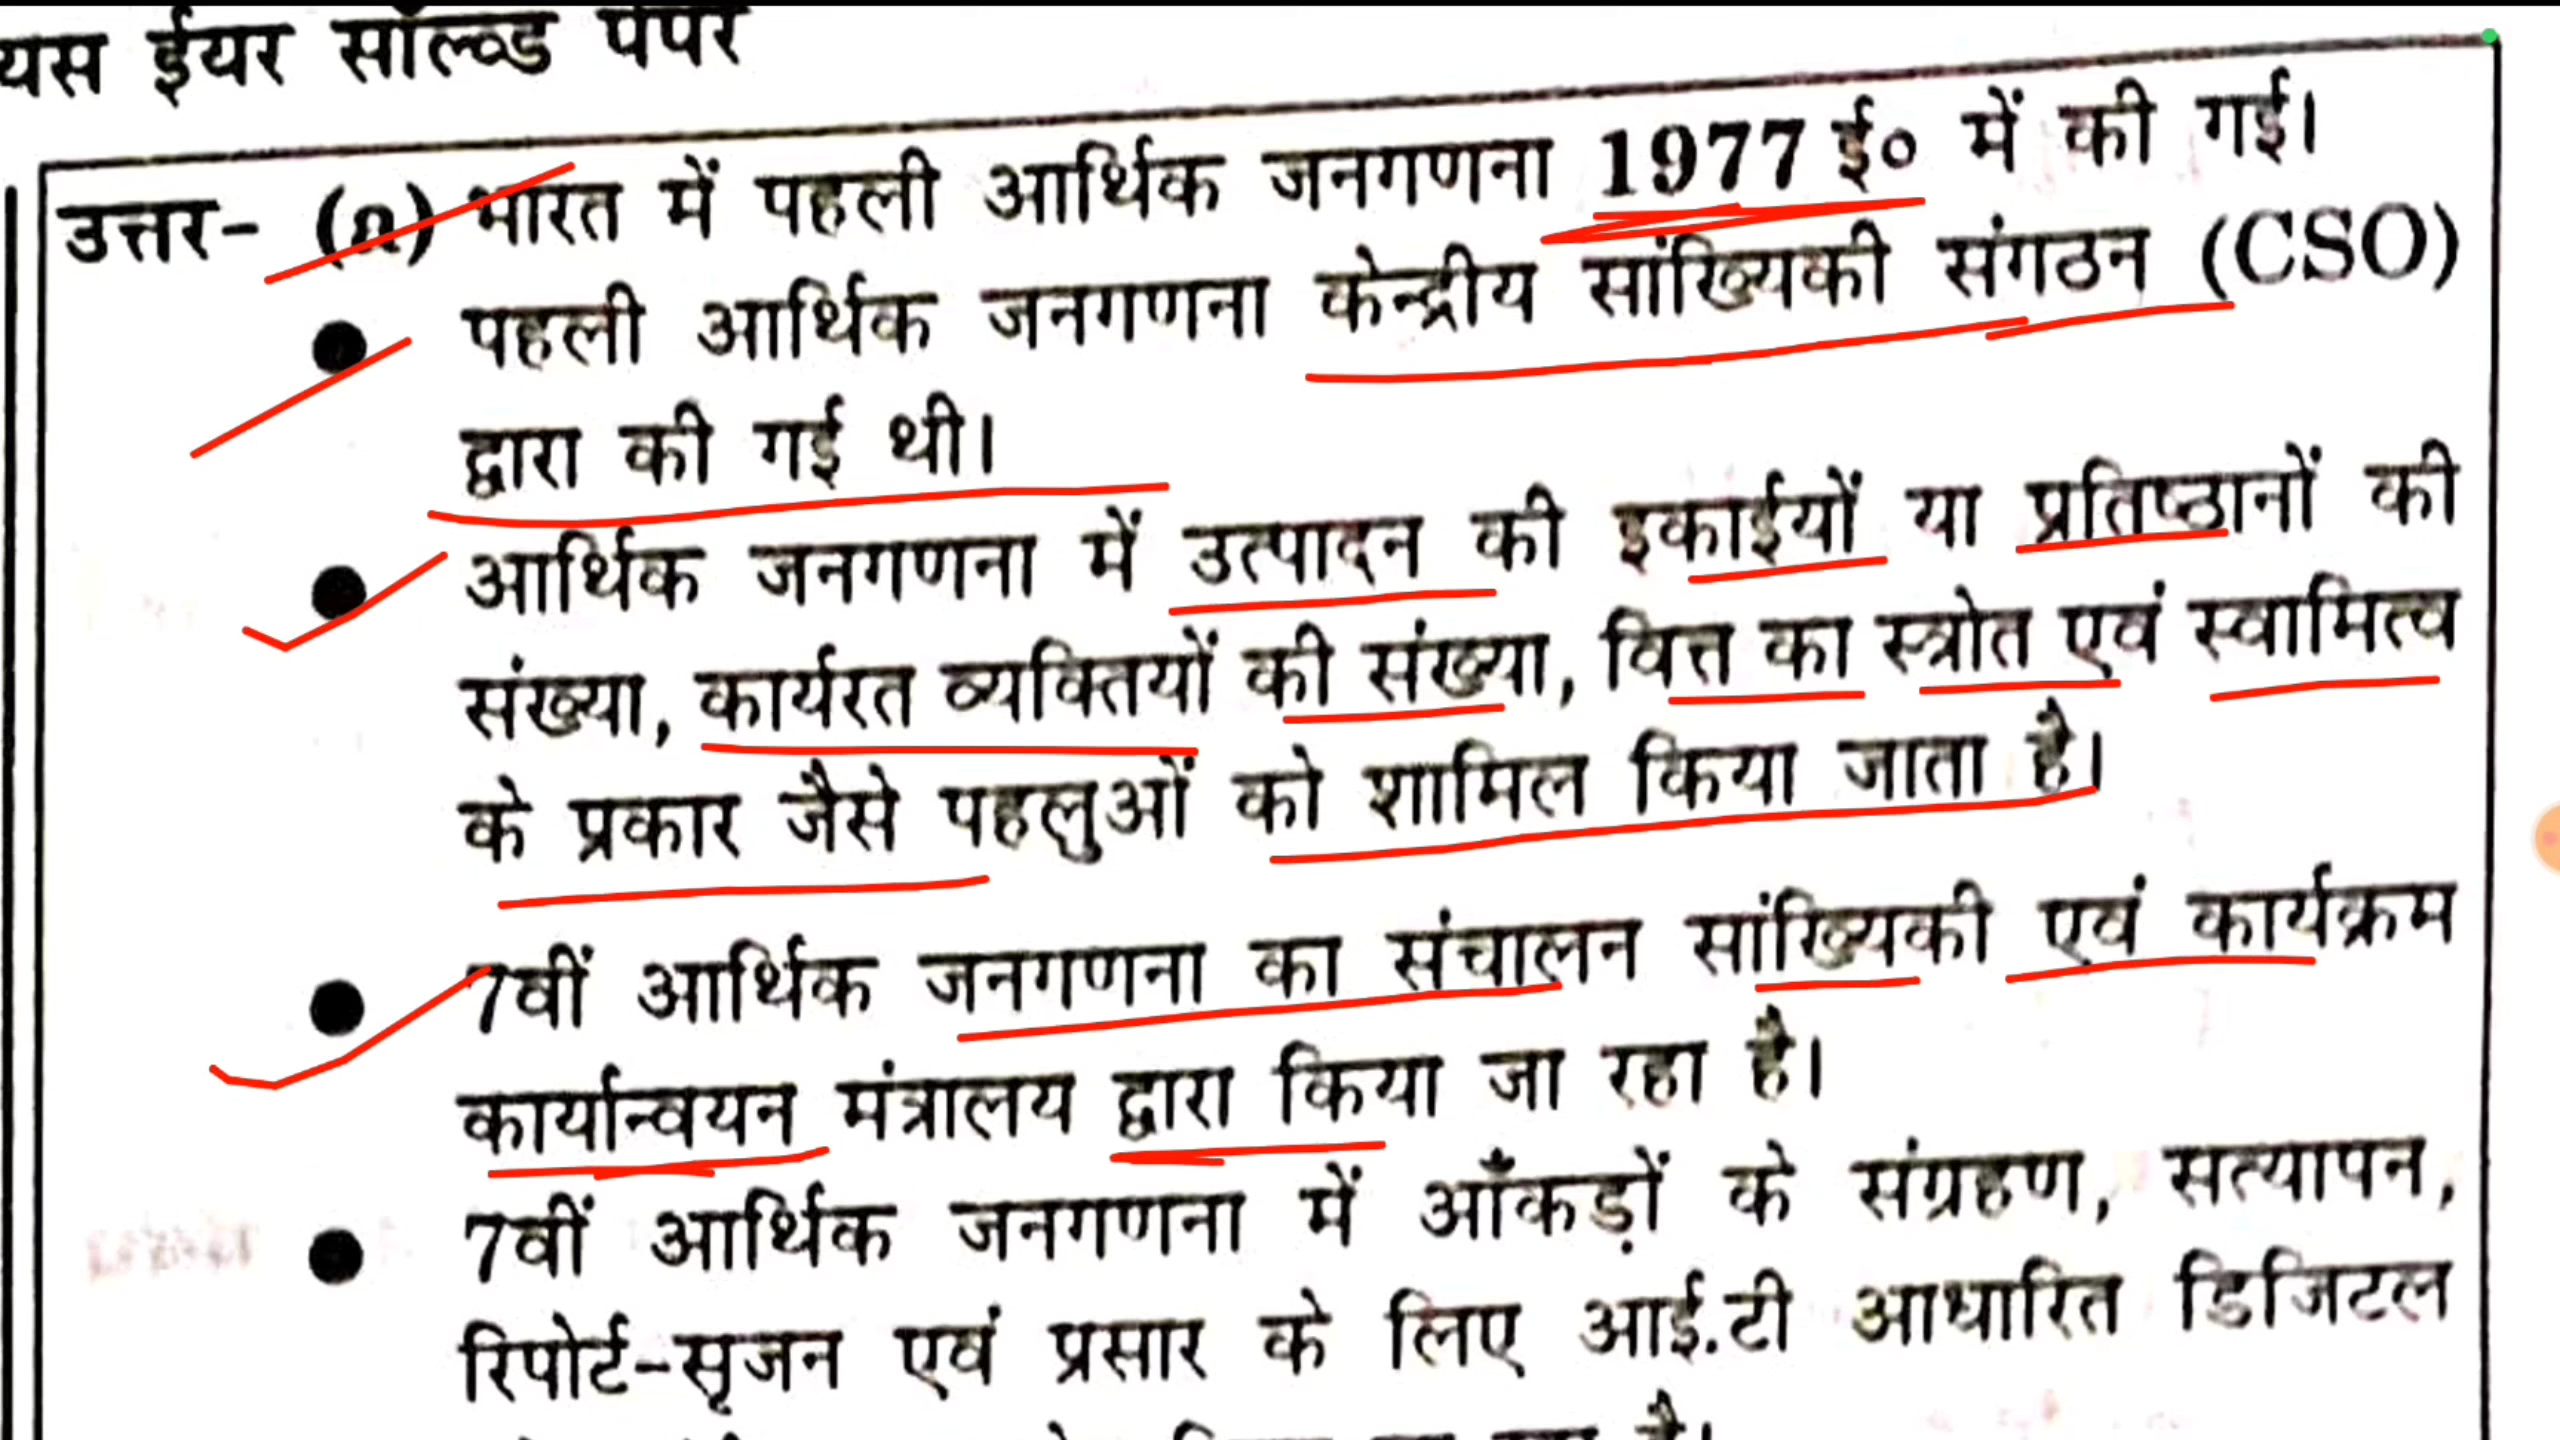 यस ईयर सॉल्व्ड पेपर
उत्तर- (a) भारत में पहली आर्थिक जनगणना 1977 ई० में की गई।
● पहली आर्थिक जनगणना केन्द्रीय सांख्यिकी संगठन (CSO)
द्वारा की गई थी।
● आर्थिक जनगणना में उत्पादन की इकाईयों या प्रतिष्ठानों की
संख्या, कार्यरत व्यक्तियों की संख्या, वित्त का स्त्रोत एवं स्वामित्व
के प्रकार जैसे पहलुओं को शामिल किया जाता है।
● 7वीं आर्थिक जनगणना का संचालन सांख्यिकी एवं कार्यक्रम
कार्यान्वयन मंत्रालय द्वारा किया जा रहा है।
● 7वीं आर्थिक जनगणना में आँकड़ों के संग्रहण, सत्यापन,
रिपोर्ट-सृजन एवं प्रसार के लिए आई.टी आधारित डिजिटल
है।